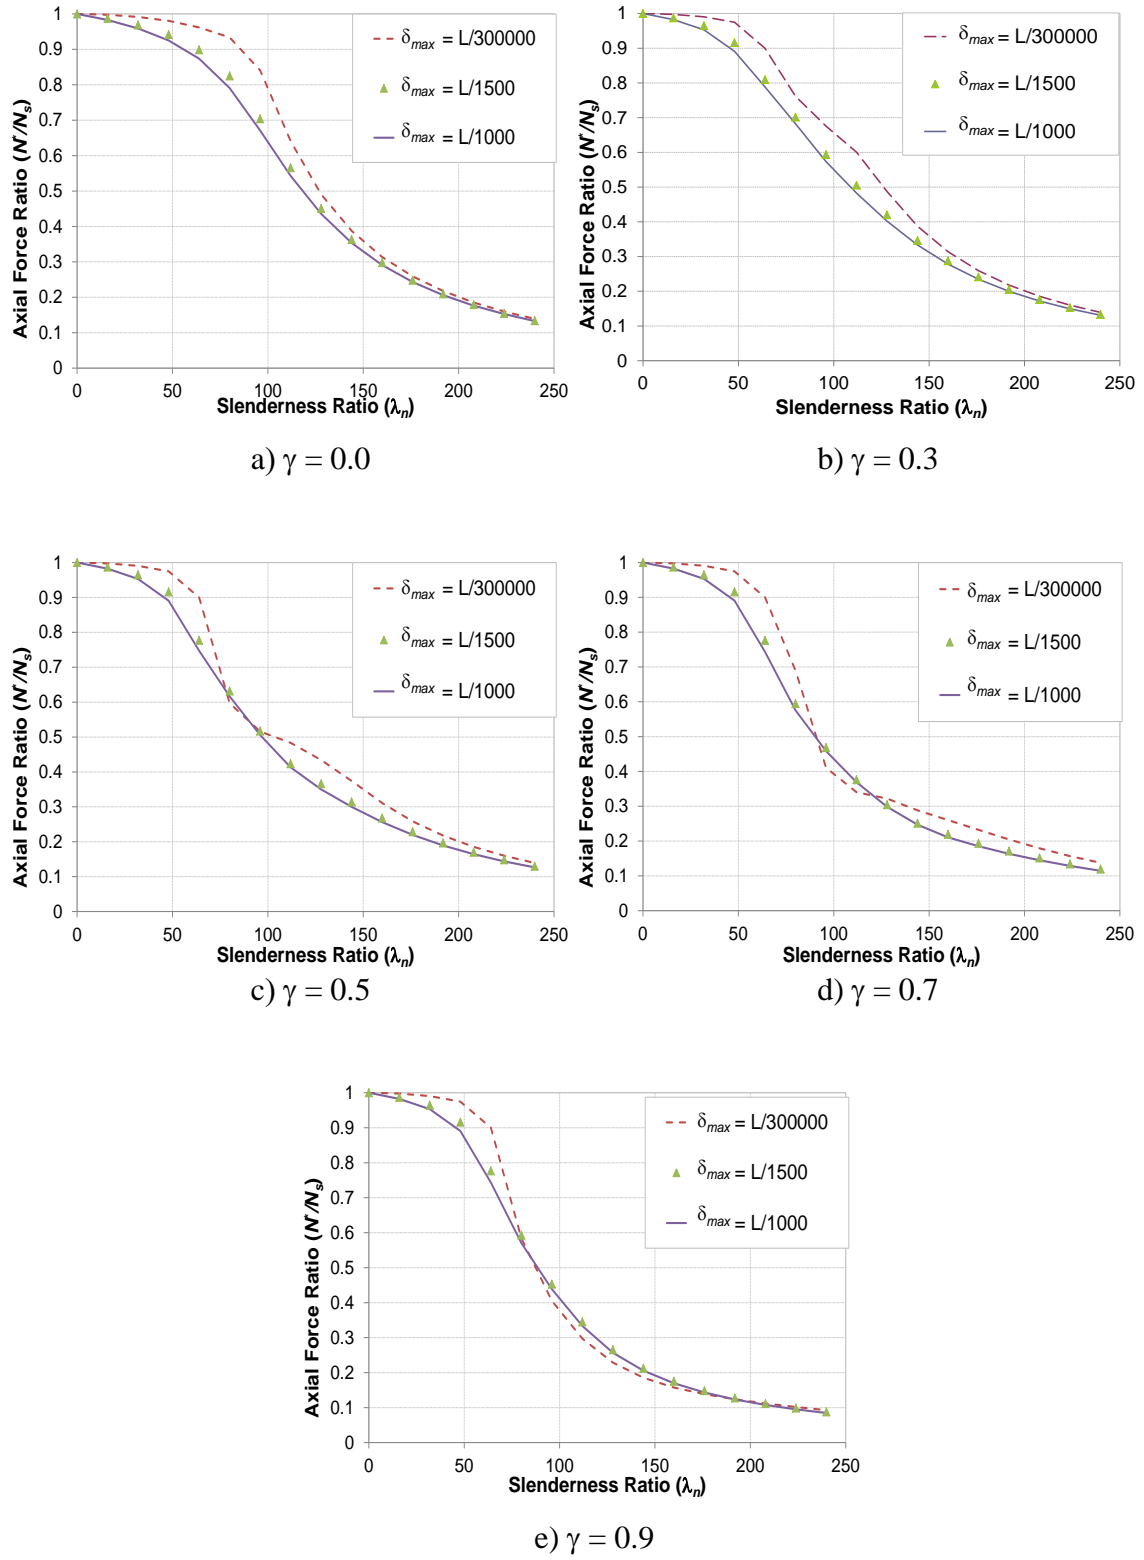 1
0.9
0.8
0.7
0.6
0.5
0.4
0.3
0.2
0.1
0
Axial Force Ratio (N*/Ns)
δmax = L/300000
δmax = L/1500
δmax = L/1000
0 50 100 150 200 250
Slenderness Ratio (λn)
a) γ = 0.0
1
0.9
0.8
0.7
0.6
0.5
0.4
0.3
0.2
0.1
0
Axial Force Ratio (N*/Ns)
δmax = L/300000
δmax = L/1500
δmax = L/1000
0 50 100 150 200 250
Slenderness Ratio (λn)
b) γ = 0.3
1
0.9
0.8
0.7
0.6
0.5
0.4
0.3
0.2
0.1
0
Axial Force Ratio (N*/Ns)
δmax = L/300000
δmax = L/1500
δmax = L/1000
0 50 100 150 200 250
Slenderness Ratio (λn)
c) γ = 0.5
1
0.9
0.8
0.7
0.6
0.5
0.4
0.3
0.2
0.1
0
Axial Force Ratio (N*/Ns)
δmax = L/300000
δmax = L/1500
δmax = L/1000
0 50 100 150 200 250
Slenderness Ratio (λn)
d) γ = 0.7
1
0.9
0.8
0.7
0.6
0.5
0.4
0.3
0.2
0.1
0
Axial Force Ratio (N*/Ns)
δmax = L/300000
δmax = L/1500
δmax = L/1000
0 50 100 150 200 250
Slenderness Ratio (λn)
e) γ = 0.9